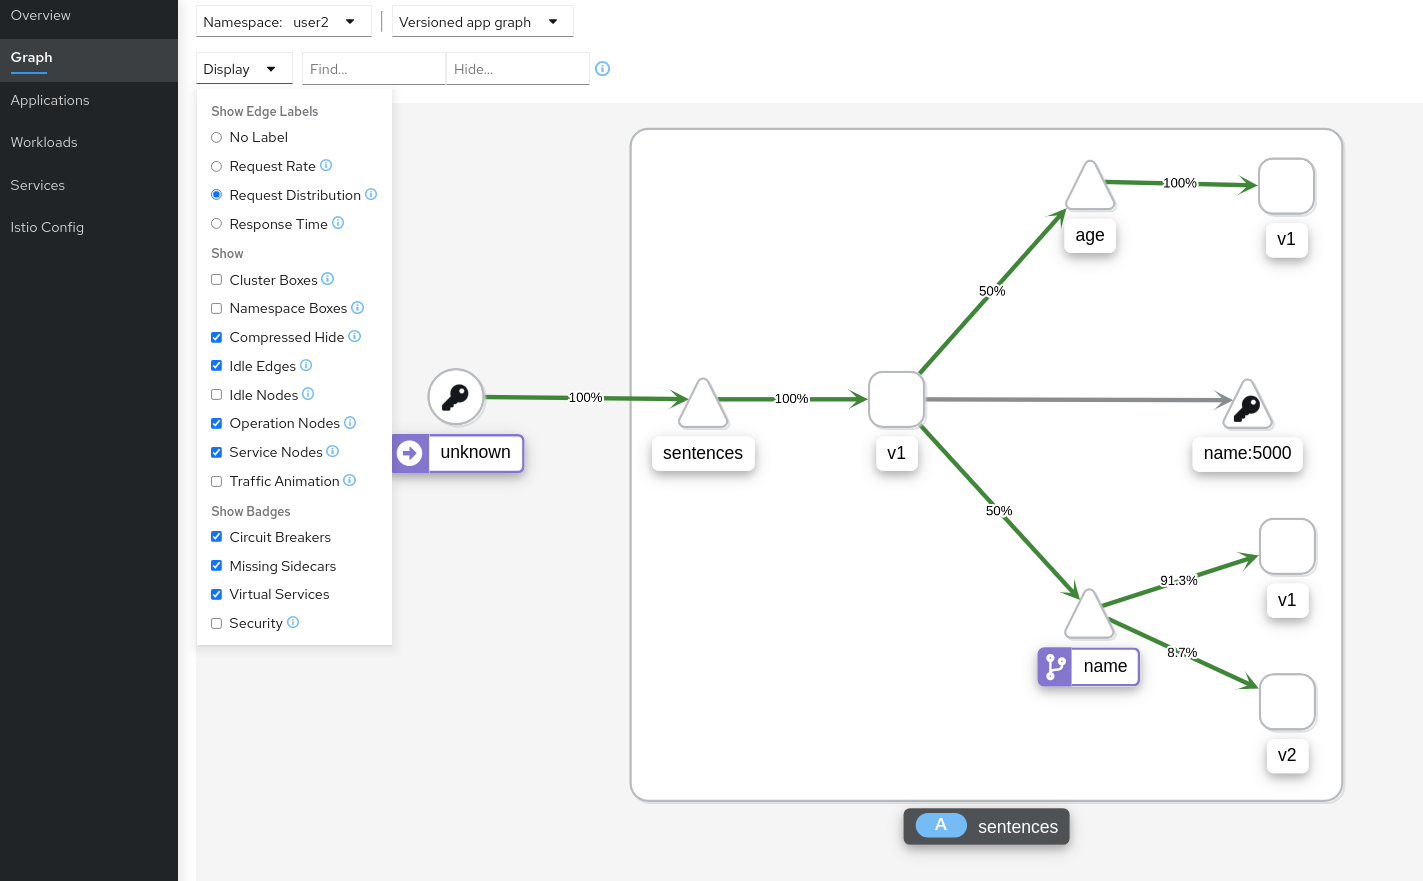 Overview
Graph
Applications
Workloads
Services
Istio Config
Namespace: user2
Versioned app graph
Display
Find...
Hide...
Show Edge Labels
No Label
Request Rate
Request Distribution
Response Time
Show
Cluster Boxes
Namespace Boxes
Compressed Hide
Idle Edges
Idle Nodes
Operation Nodes
Service Nodes
Traffic Animation
Show Badges
Circuit Breakers
Missing Sidecars
Virtual Services
Security
100%
age
v1
50%
100%
100%
unknown
sentences
v1
name:5000
50%
91.3%
v1
8.7%
name
v2
A sentences